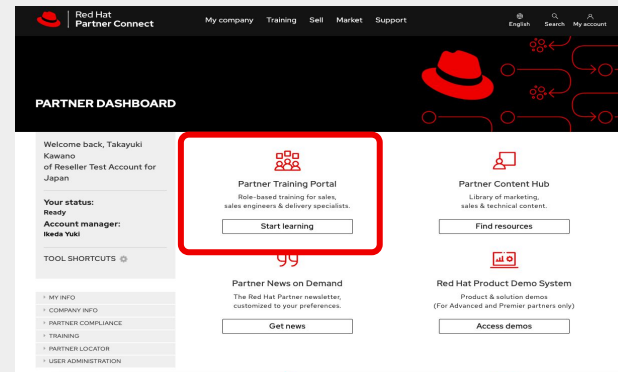 Red Hat
Partner Connect
My company Training Sell Market Support
English Search My account
PARTNER DASHBOARD
Welcome back, Takayuki
Kawano
of Reseller Test Account for
Japan
Your status:
Ready
Account manager:
Ikeda Yuki
TOOL SHORTCUTS
MY INFO
COMPANY INFO
PARTNER COMPLIANCE
TRAINING
PARTNER LOCATOR
USER ADMINISTRATION
Partner Training Portal
Role-based training for sales,
sales engineers & delivery specialists.
Start learning
Partner Content Hub
Library of marketing,
sales & technical content.
Find resources
Partner News on Demand
The Red Hat Partner newsletter,
customized to your preferences.
Get news
Red Hat Product Demo System
Product & solution demos
(For Advanced and Premier partners only)
Access demos